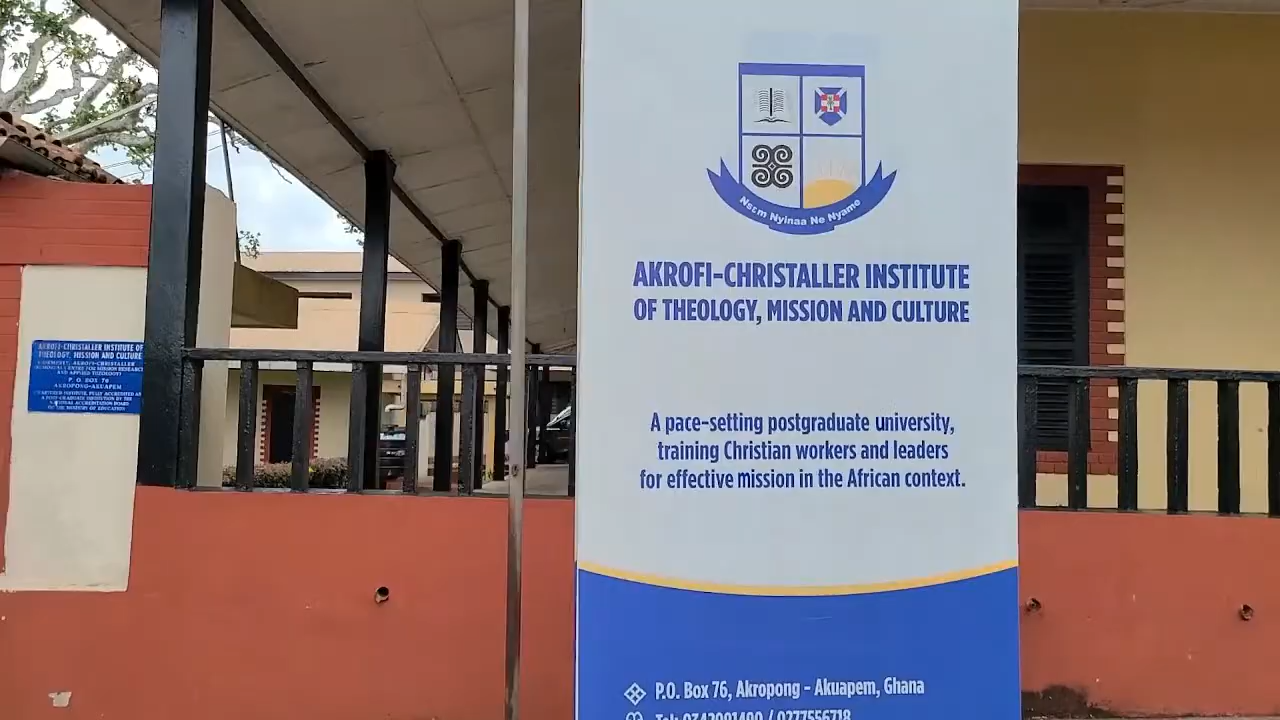 AKROFI-CHRISTALLER INSTITUTE OF
THEOLOGY, MISSION AND CULTURE
P. O. BOX 76
AKROPONG-AKUAPEM
Nsɛm Nyinaa Ne Nyame
AKROFI-CHRISTALLER INSTITUTE
OF THEOLOGY, MISSION AND CULTURE
A pace-setting postgraduate university,
training Christian workers and leaders
for effective mission in the African context.
P.O. Box 76, Akropong - Akuapem, Ghana